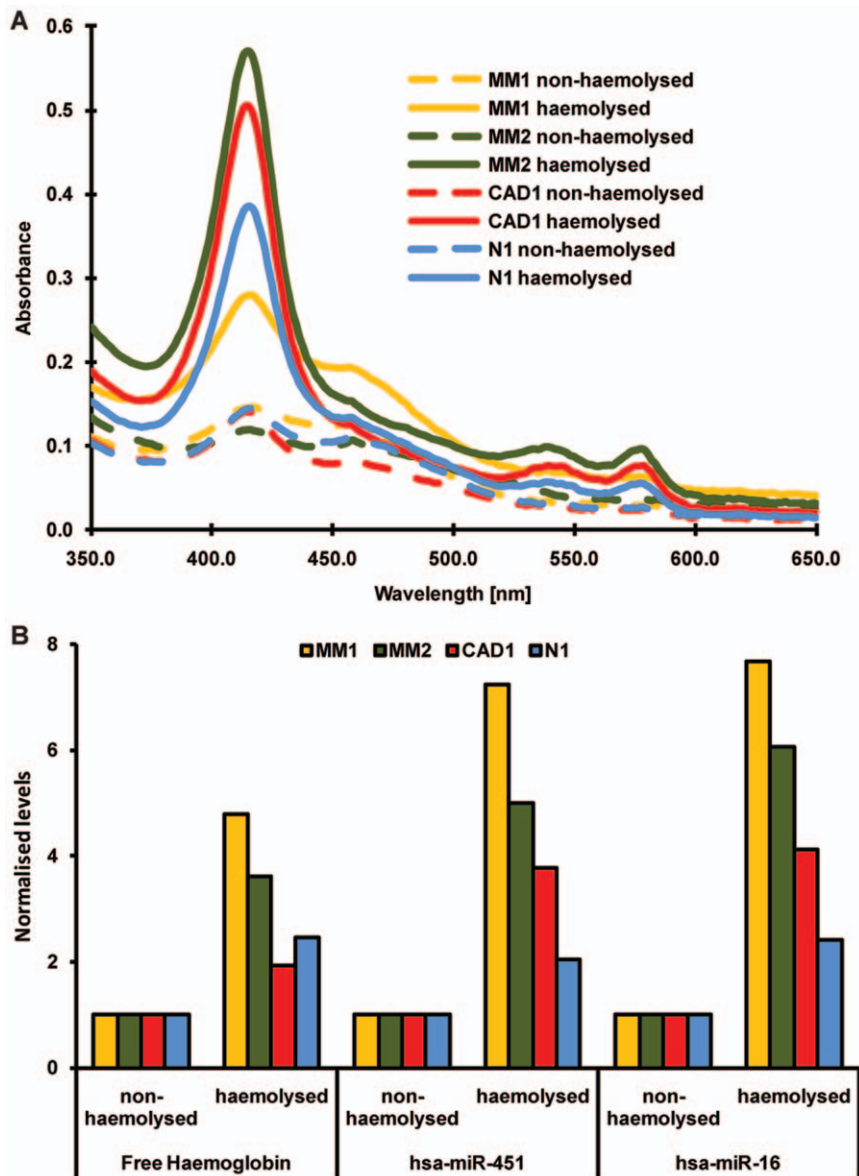 A
0.6
0.5
0.4
0.3
0.2
0.1
0.0
Absorbance
MM1 non-haemolysed
MM1 haemolysed
MM2 non-haemolysed
MM2 haemolysed
CAD1 non-haemolysed
CAD1 haemolysed
N1 non-haemolysed
N1 haemolysed
350.0 400.0 450.0 500.0 550.0 600.0 650.0
Wavelength [nm]
B
8
6
4
2
0
Normalised levels
MM1 MM2 CAD1 N1
non-haemolysed haemolysed non-haemolysed haemolysed non-haemolysed haemolysed
Free Haemoglobin hsa-miR-451 hsa-miR-16